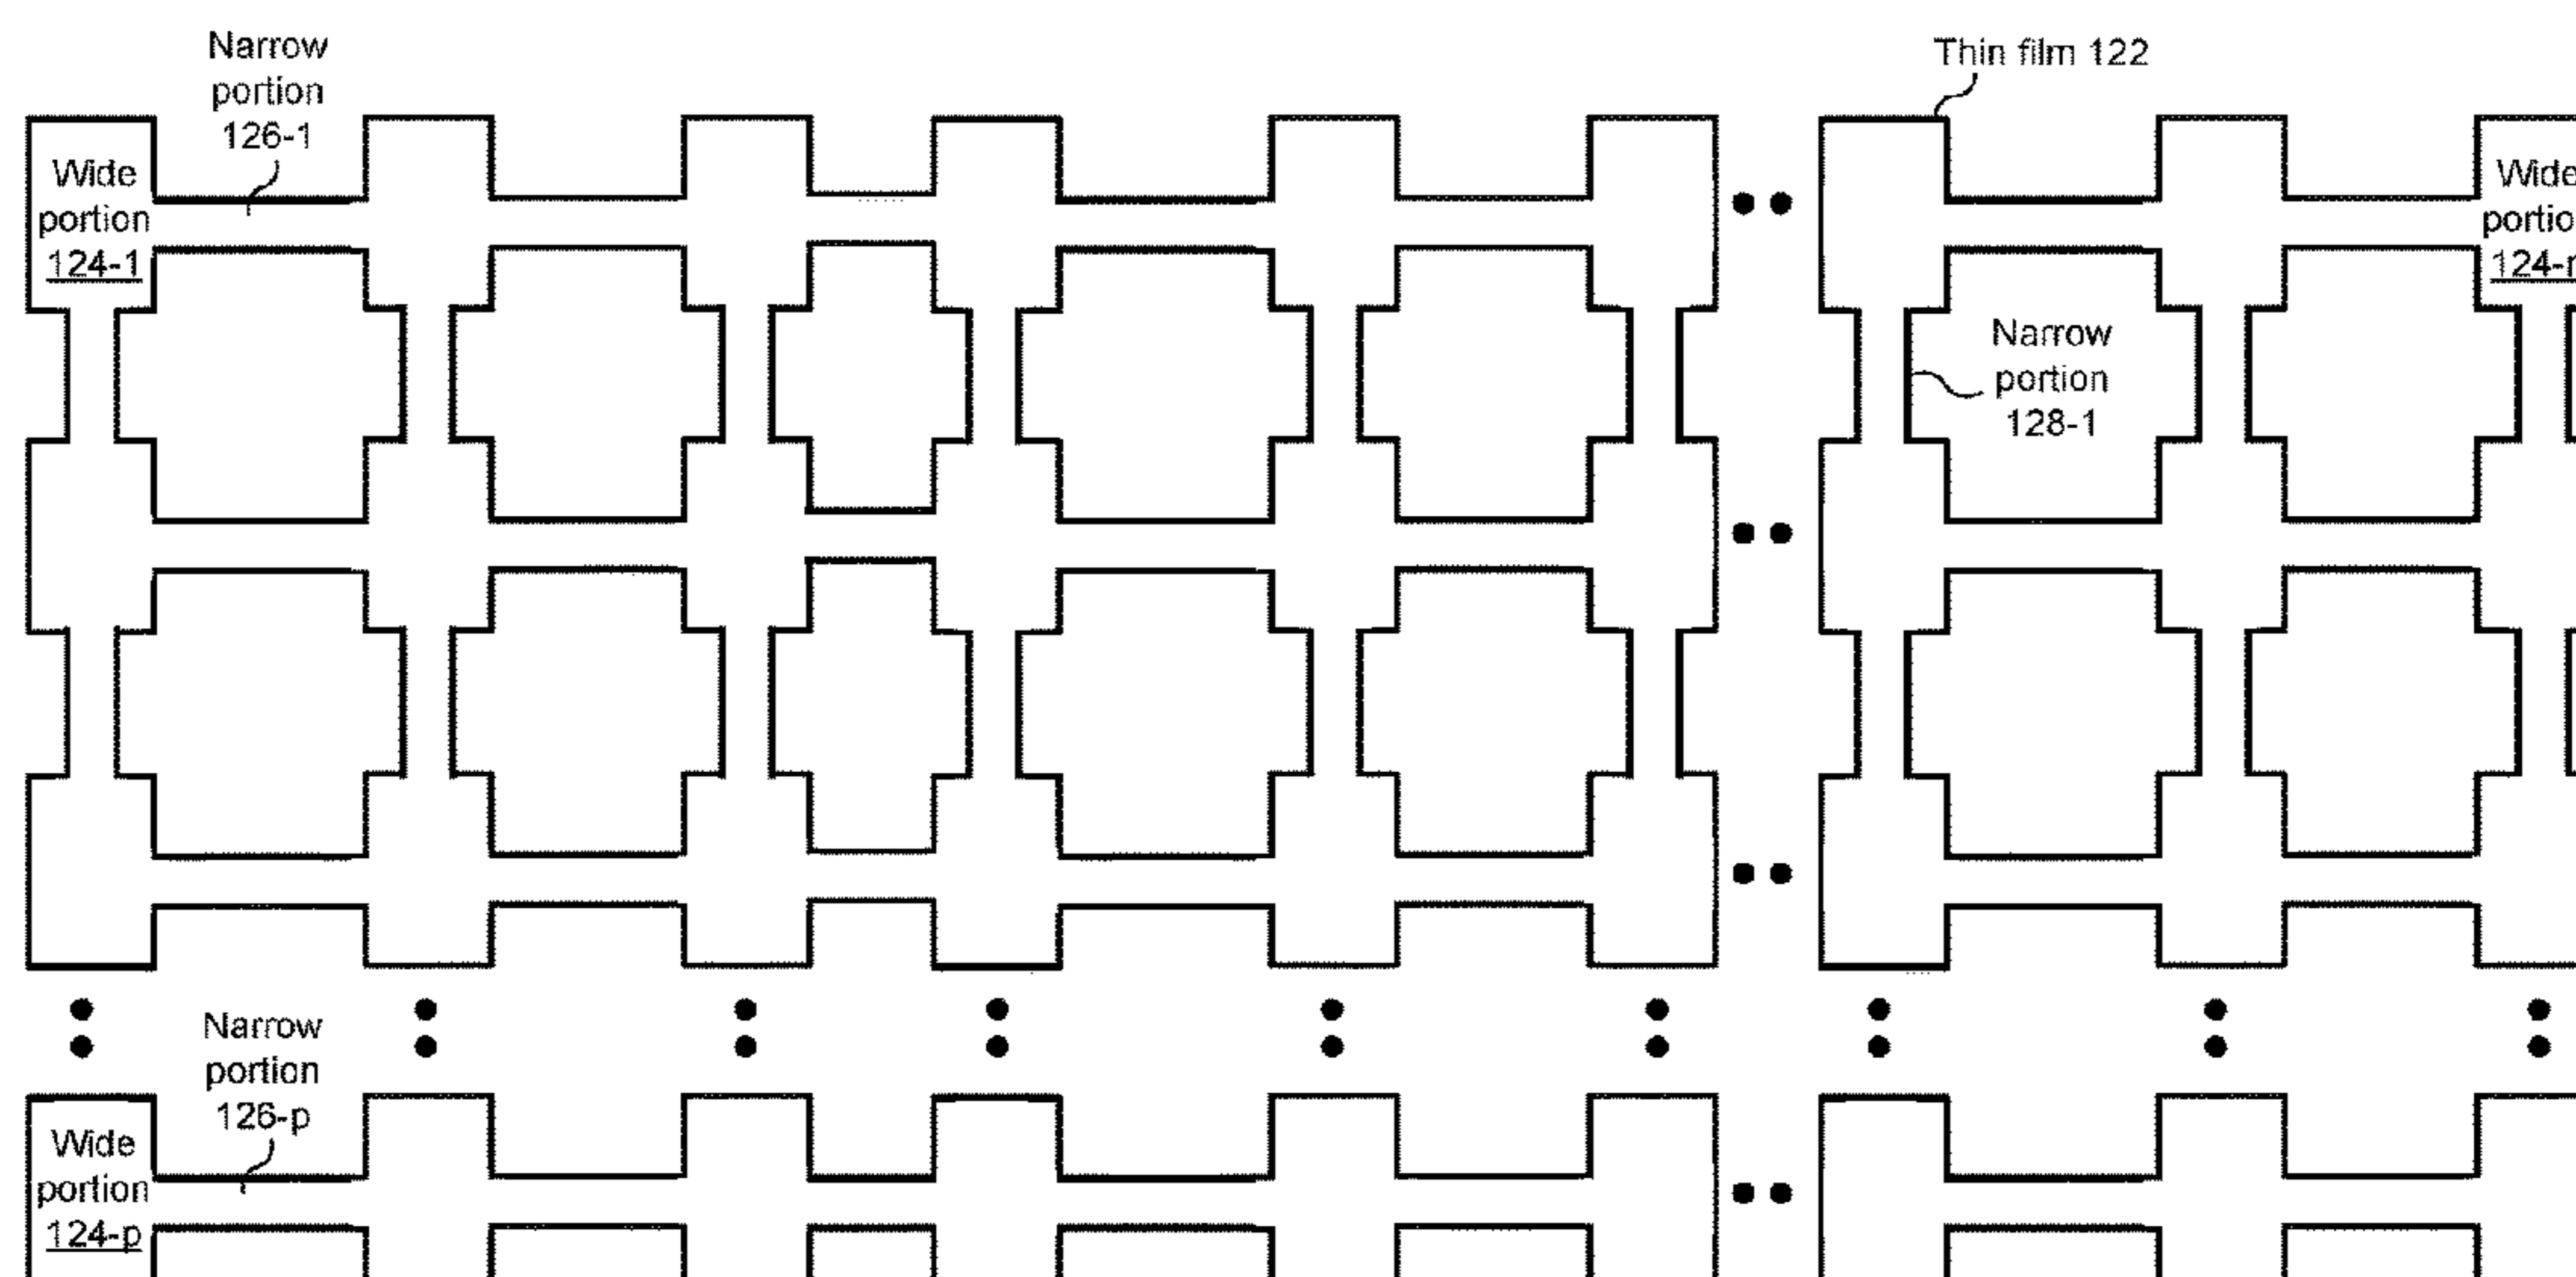 Narrow
portion
126-1
Thin film 122
Wide
portion
124-1
Wide
portio
Narrow
portion
128-1
Narrow
portion
126-p
Wide
portion
124-p